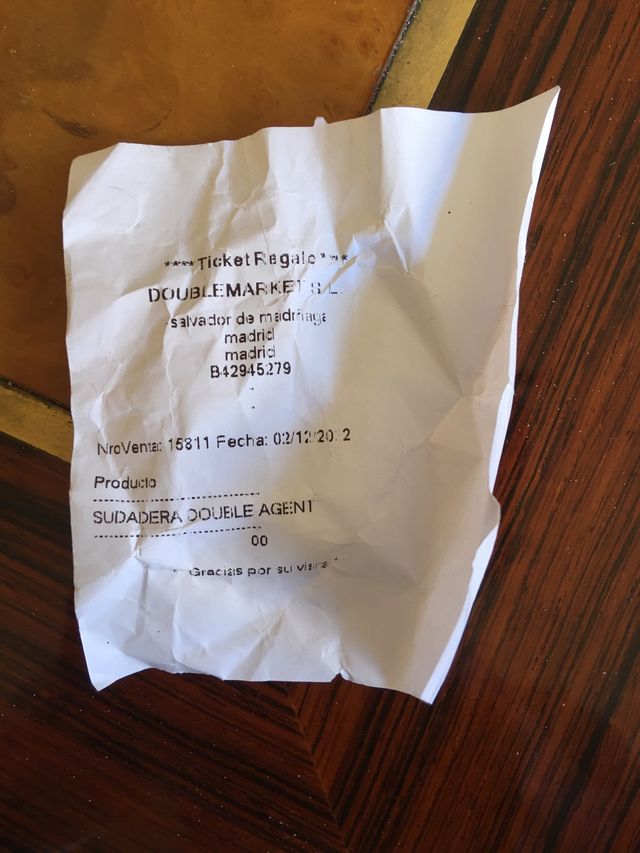 ****Ticket Regalo****
DOUBLEMARKET S.L.
salvador de madriaga
madrid
madrid
B42945279
.
.
NroVenta: 15811 Fecha: 02/12/2022
Producto
SUDADERA DOUBLE AGENT
00
* Gracias por su visita *